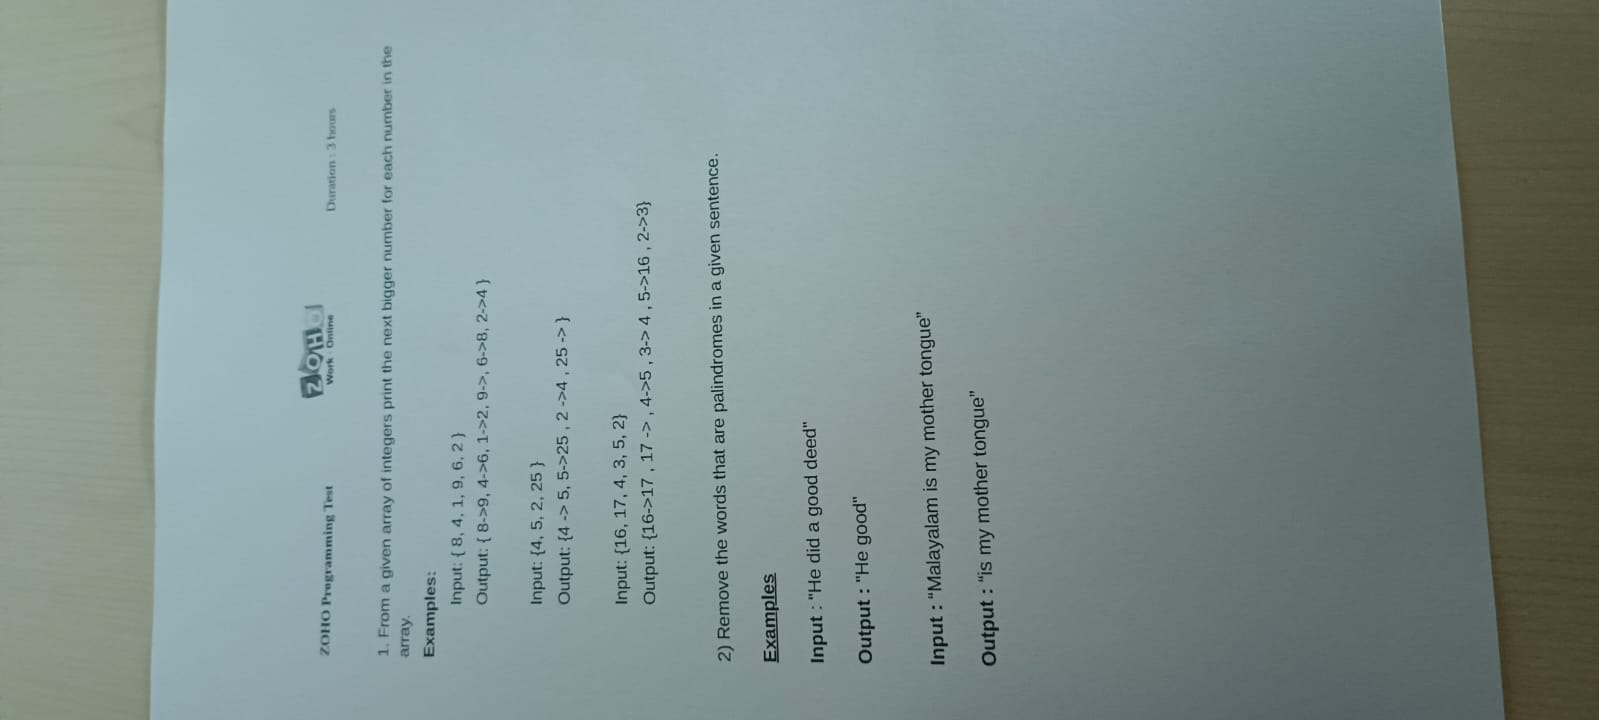 ZOHO Programming Test
ZOHO
Work Online
Duration : 3 hours
1. From a given array of integers print the next bigger number for each number in the
array.
Examples:
Input: { 8, 4, 1, 9, 6, 2 }
Output: { 8->9, 4->6, 1->2, 9->, 6->8, 2->4 }
Input: {4, 5, 2, 25 }
Output: {4 -> 5, 5->25 , 2 ->4 , 25 -> }
Input: {16, 17, 4, 3, 5, 2}
Output: {16->17 , 17 -> , 4->5 , 3-> 4 , 5->16 , 2->3}
2) Remove the words that are palindromes in a given sentence.
Examples
Input : "He did a good deed"
Output : "He good"
Input : “Malayalam is my mother tongue”
Output : “is my mother tongue”